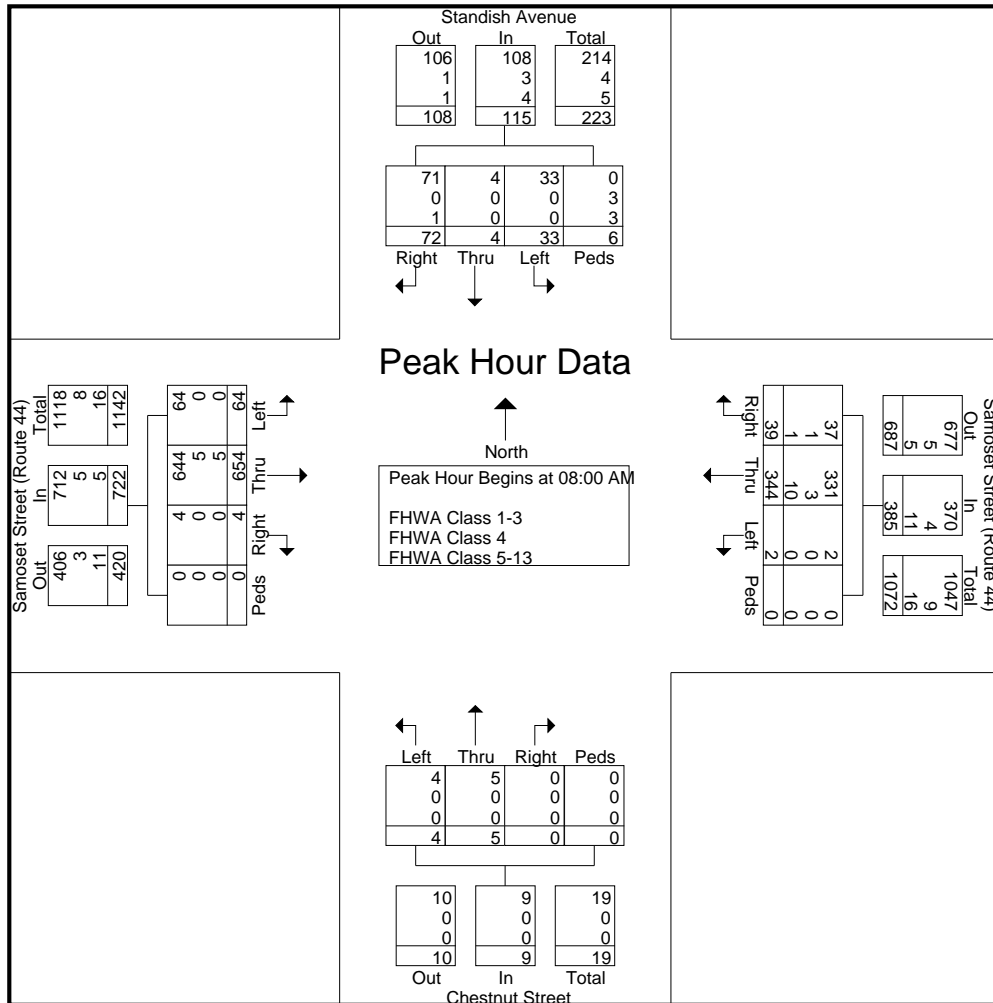 Standish Avenue
Out In Total
106 108 214
1 3 4
1 4 5
108 115 223
71 4 33 0
0 0 0 3
1 0 0 3
72 4 33 6
Right Thru Left Peds
Peak Hour Data
North
Peak Hour Begins at 08:00 AM
FHWA Class 1-3
FHWA Class 4
FHWA Class 5-13
Samoset Street (Route 44)
Out In Total
406 712 1118
3 5 8
11 5 16
420 722 1142
64 644 4 0
0 5 0 0
0 5 0 0
64 654 4 0
Left Thru Right Peds
Samoset Street (Route 44)
Out In Total
677 370 1047
5 4 9
5 11 16
687 385 1072
37 331 2 0
1 3 0 0
1 10 0 0
39 344 2 0
Right Thru Left Peds
Left Thru Right Peds
4 5 0 0
0 0 0 0
0 0 0 0
4 5 0 0
10 9 19
0 0 0
0 0 0
10 9 19
Out In Total
Chestnut Street